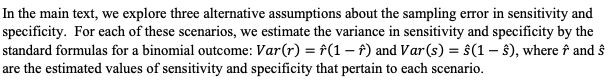 In the main text, we explore three alternative assumptions about the sampling error in sensitivity and
specificity.  For each of these scenarios, we estimate the variance in sensitivity and specificity by the
standard formulas for a binomial outcome: Var(r) = r̂(1 − r̂) and Var(s) = ŝ(1 − ŝ), where r̂ and ŝ
are the estimated values of sensitivity and specificity that pertain to each scenario.